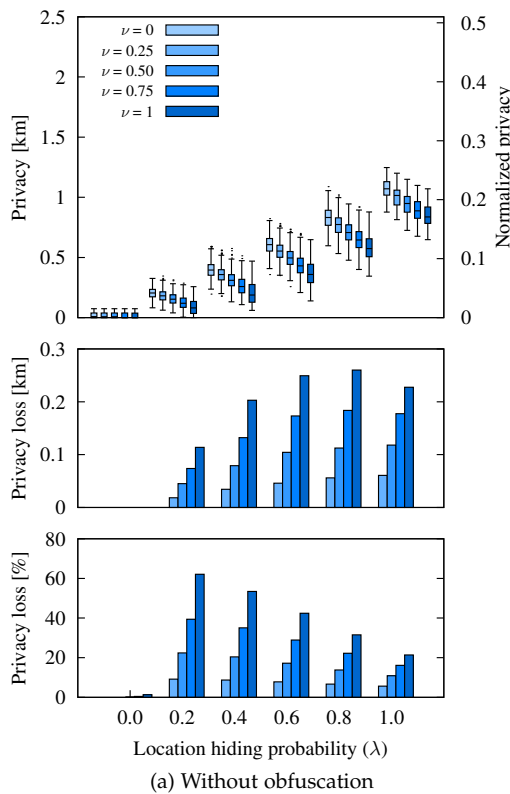 2.5
2
1.5
1
0.5
0
Privacy [km]
ν = 0
ν = 0.25
ν = 0.50
ν = 0.75
ν = 1
0.5
0.4
0.3
0.2
0.1
0
Normalized privacy
0.3
0.2
0.1
0
Privacy loss [km]
80
60
40
20
0
Privacy loss [%]
0.0 0.2 0.4 0.6 0.8 1.0
Location hiding probability (λ)
(a) Without obfuscation